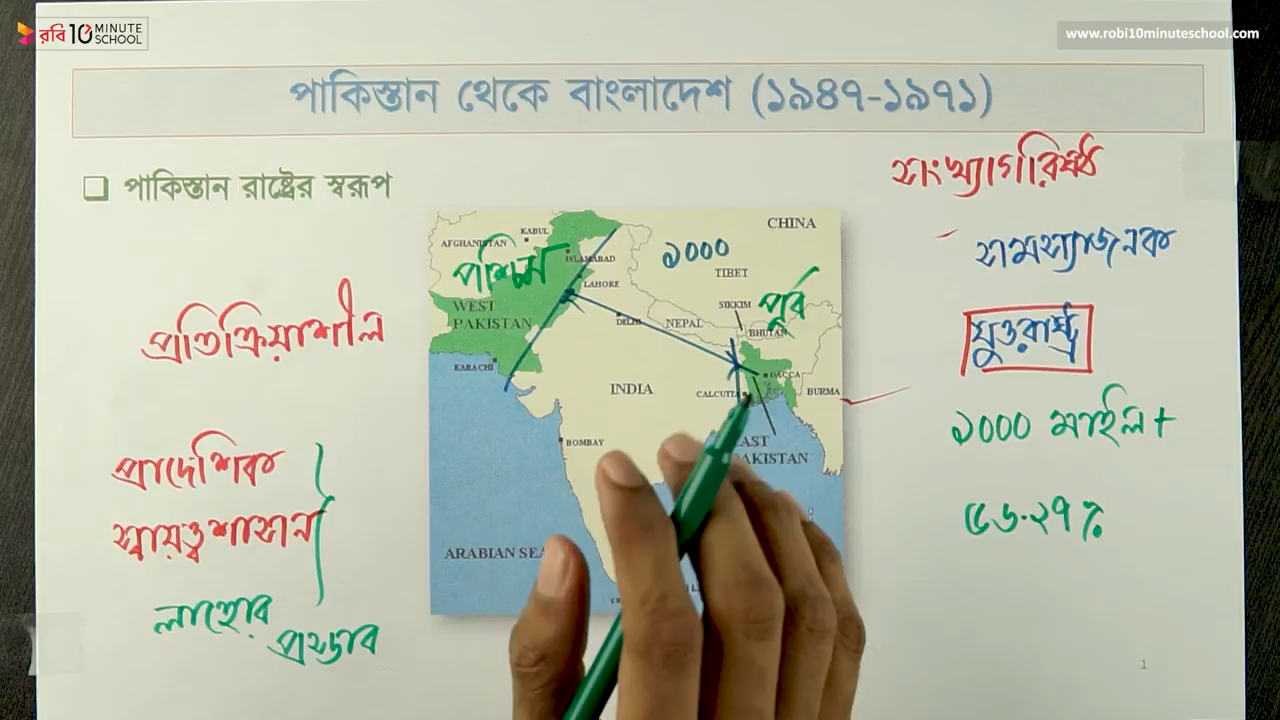 রবি 10 MINUTE SCHOOL
www.robi10minuteschool.com
পাকিস্তান থেকে বাংলাদেশ (১৯৪৭-১৯৭১)
পাকিস্তান রাষ্ট্রের স্বরূপ
সংখ্যাগরিষ্ঠ
সমস্যাজনক
যুক্তরাষ্ট্র
১০০০ মাইল+
৫৬.২৭%
প্রতিক্রিয়াশীল
প্রাদেশিক
স্বায়ত্ত্বশাসন
লাহোর
প্রস্তাব
CHINA
AFGHANISTAN
KABUL
ISLAMABAD
পশ্চিম
১০০০
TIBET
LAHORE
WEST
PAKISTAN
DELHI
NEPAL
SIKKIM
পূর্ব
BHUTAN
KARACHI
INDIA
DACCA
CALCUTTA
BURMA
BOMBAY
EAST
PAKISTAN
ARABIAN SEA
1